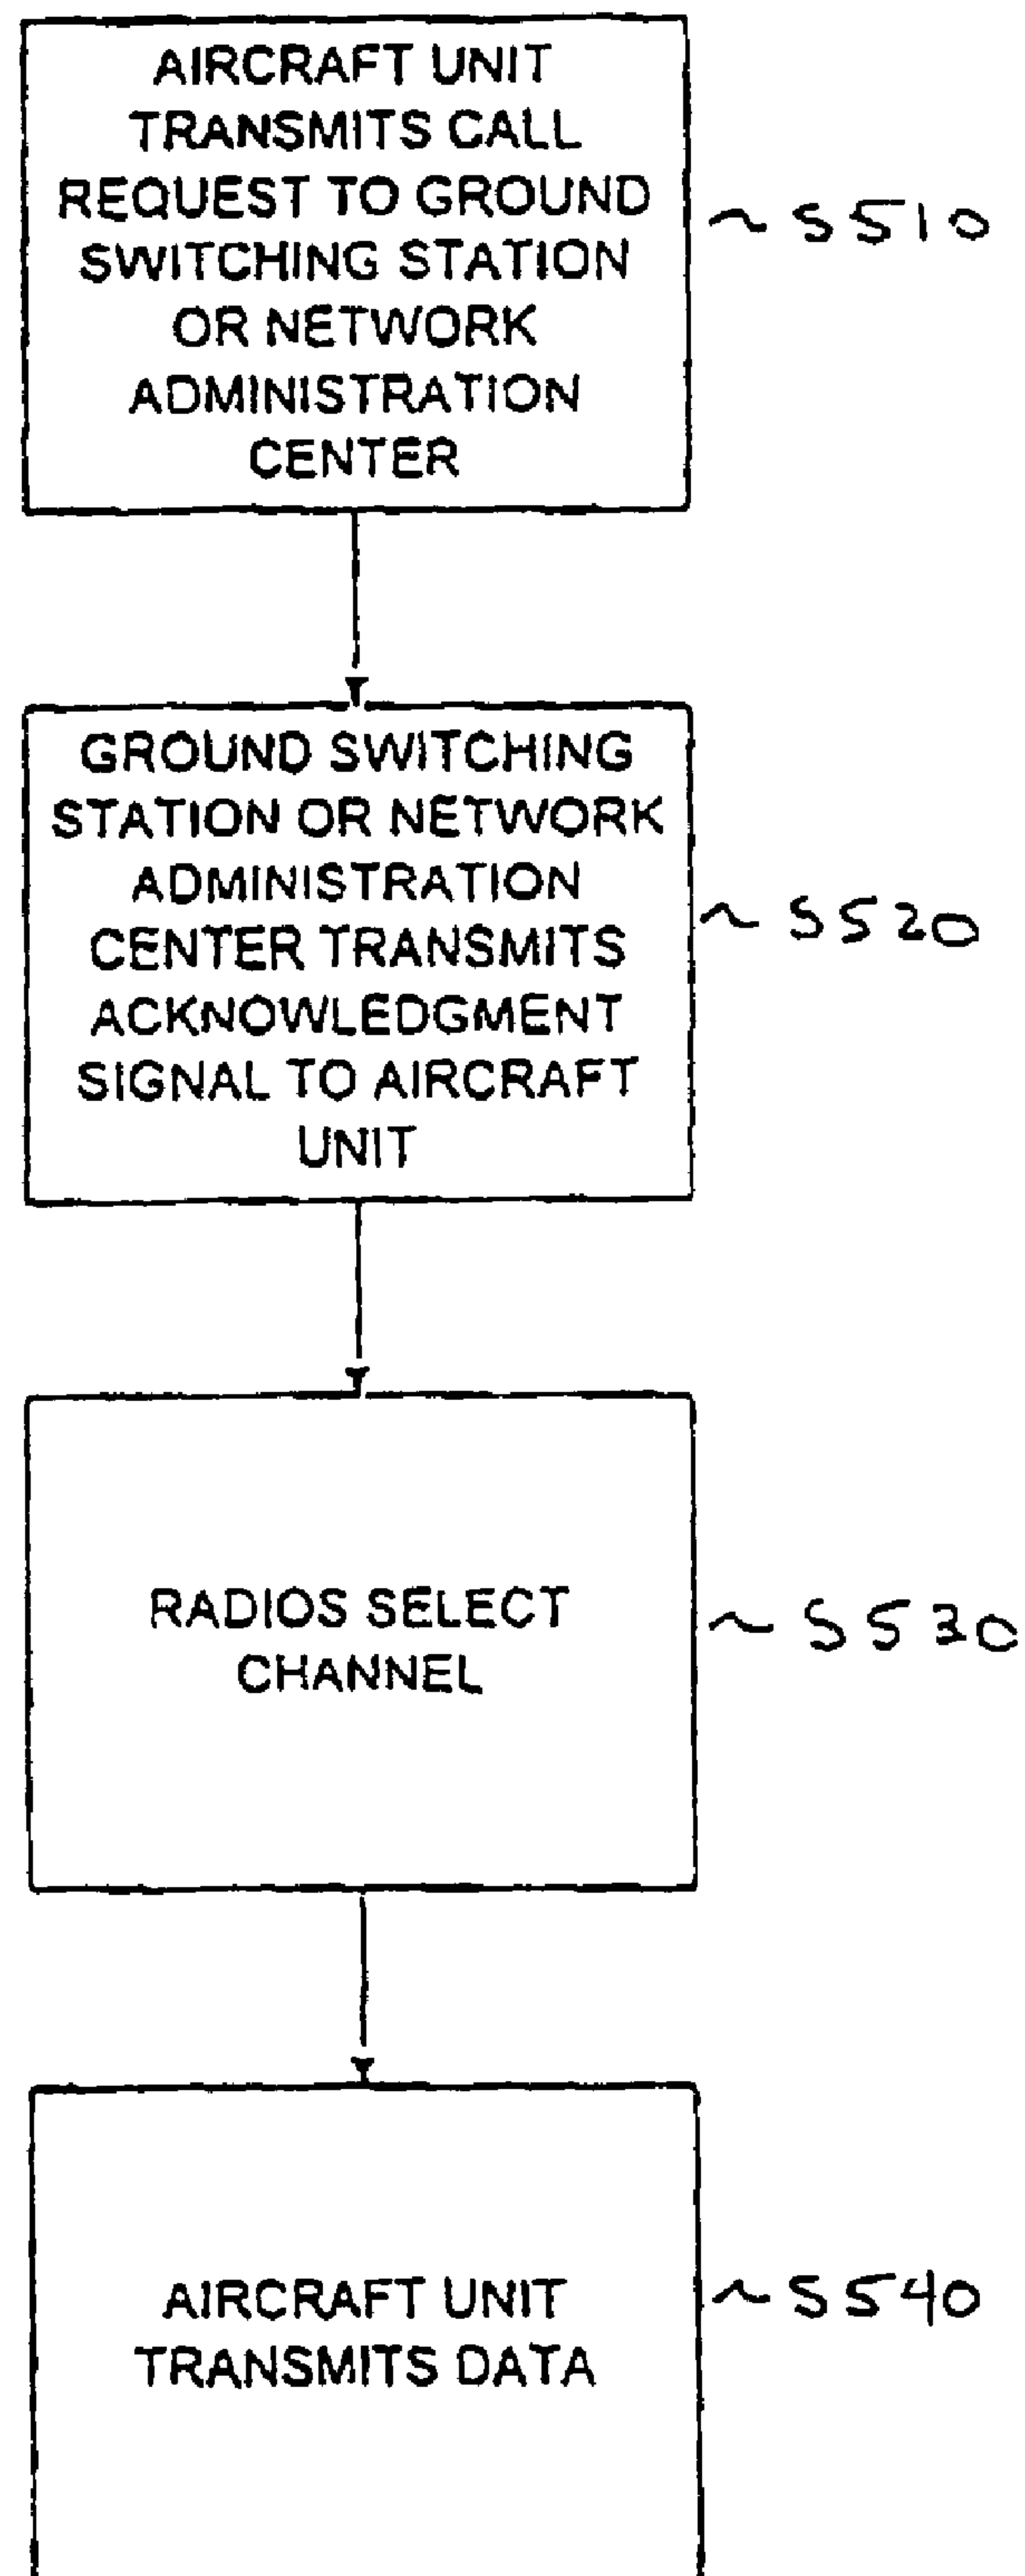 AIRCRAFT UNIT
TRANSMITS CALL
REQUEST TO GROUND
SWITCHING STATION
OR NETWORK
ADMINISTRATION
CENTER
~ S510
GROUND SWITCHING
STATION OR NETWORK
ADMINISTRATION
CENTER TRANSMITS
ACKNOWLEDGMENT
SIGNAL TO AIRCRAFT
UNIT
~ S520
RADIOS SELECT
CHANNEL
~ S530
AIRCRAFT UNIT
TRANSMITS DATA
~ S540